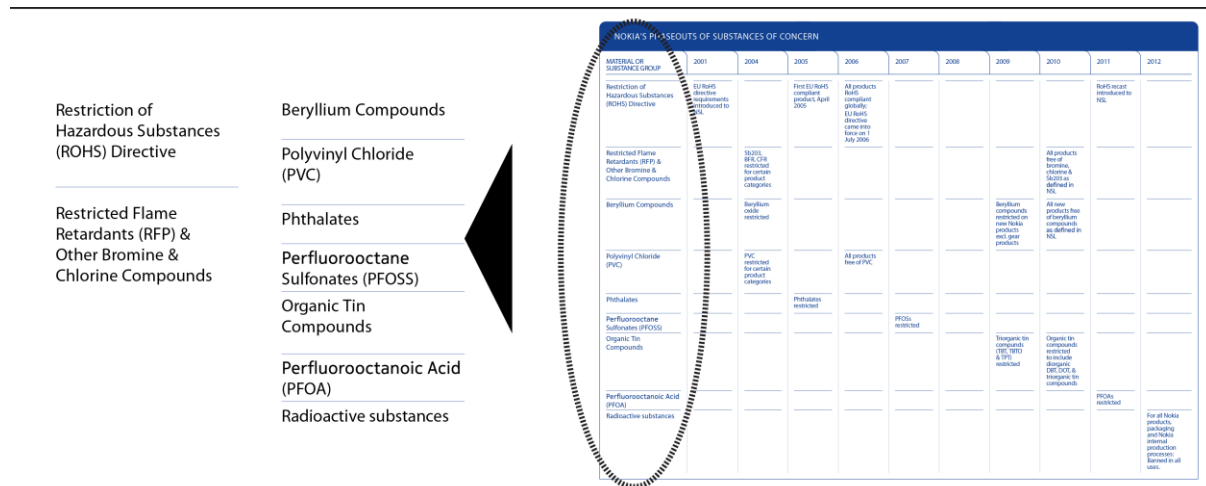 Restriction of
Hazardous Substances
(ROHS) Directive
Restricted Flame
Retardants (RFP) &
Other Bromine &
Chlorine Compounds
Beryllium Compounds
Polyvinyl Chloride
(PVC)
Phthalates
Perfluorooctane
Sulfonates (PFOSS)
Organic Tin
Compounds
Perfluorooctanoic Acid
(PFOA)
Radioactive substances
NOKIA'S PHASEOUTS OF SUBSTANCES OF CONCERN
MATERIAL OR
SUBSTANCE GROUP
2001
2004
2005
2006
2007
2008
2009
2010
2011
2012
Restriction of
Hazardous Substances
(ROHS) Directive
EU RoHS
directive
requirements
introduced to
NSL
First EU RoHS
compliant
product, April
2005
All products
RoHS
compliant
globally;
EU RoHS
directive
came into
force on 1
July 2006
RoHS recast
introduced to
NSL
Restricted Flame
Retardants (RFP) &
Other Bromine &
Chlorine Compounds
Sb203,
BFR, CFR
restricted
for certain
product
categories
All products
free of
bromine,
chlorine &
Sb203 as
defined in
NSL
Beryllium Compounds
Beryllium
oxide
restricted
Beryllium
compounds
restricted on
new Nokia
products
excl. gear
products
All new
products free
of beryllium
compounds
as defined in
NSL
Polyvinyl Chloride
(PVC)
PVC
restricted
for certain
product
categories
All products
free of PVC
Phthalates
Phthalates
restricted
Perfluorooctane
Sulfonates (PFOSS)
PFOSs
restricted
Organic Tin
Compounds
Triorganic tin
compunds
(TBT, TBTO
& TPT)
restricted
Organic tin
compounds
restricted
to include
diorganic
DBT, DOT, &
triorganic tin
compounds
Perfluorooctanoic Acid
(PFOA)
PFOAs
restricted
Radioactive substances
For all Nokia
products,
packaging
and Nokia
internal
production
processes:
Banned in all
uses.